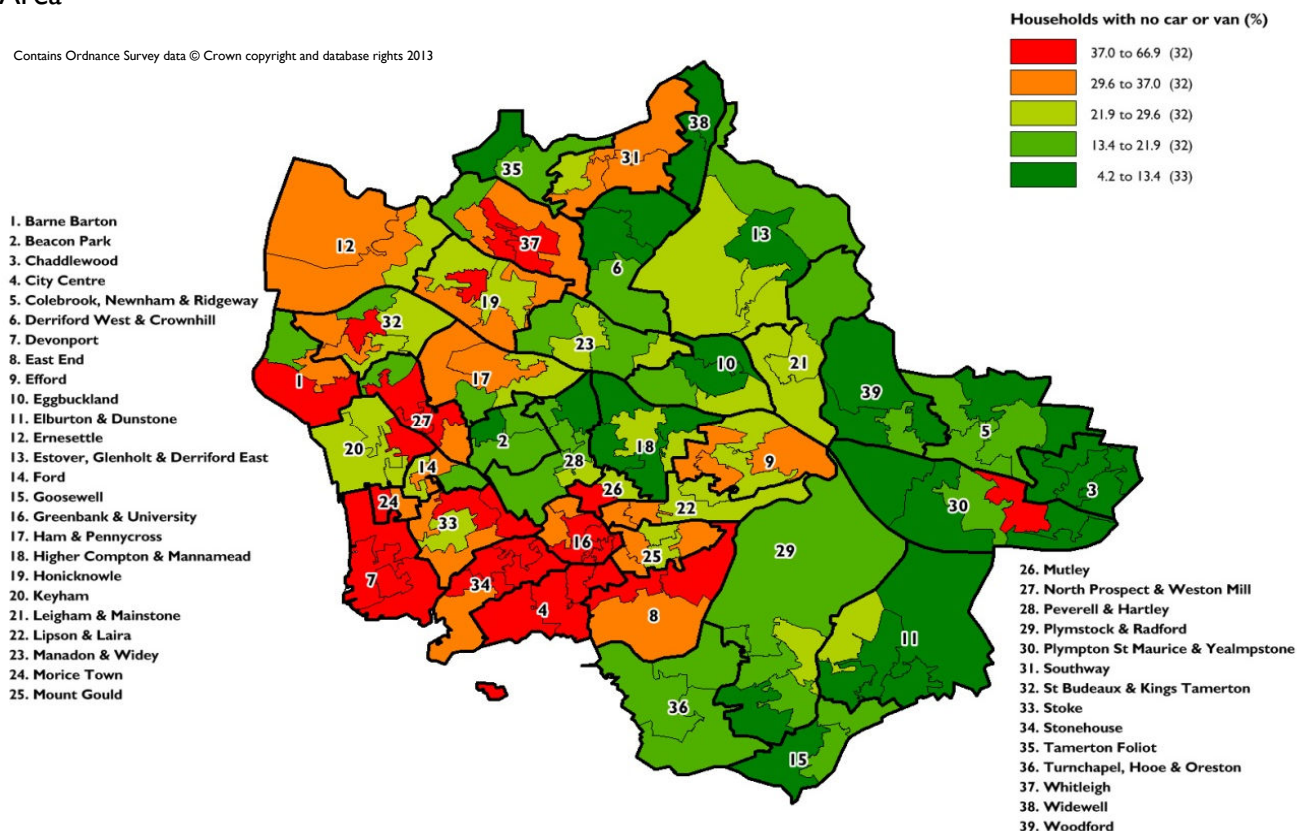 Area
Contains Ordnance Survey data © Crown copyright and database rights 2013
Households with no car or van (%)
37.0 to 66.9 (32)
29.6 to 37.0 (32)
21.9 to 29.6 (32)
13.4 to 21.9 (32)
4.2 to 13.4 (33)
1. Barne Barton
2. Beacon Park
3. Chaddlewood
4. City Centre
5. Colebrook, Newnham & Ridgeway
6. Derriford West & Crownhill
7. Devonport
8. East End
9. Efford
10. Eggbuckland
11. Elburton & Dunstone
12. Ernesettle
13. Estover, Glenholt & Derriford East
14. Ford
15. Goosewell
16. Greenbank & University
17. Ham & Pennycross
18. Higher Compton & Mannamead
19. Honicknowle
20. Keyham
21. Leigham & Mainstone
22. Lipson & Laira
23. Manadon & Widey
24. Morice Town
25. Mount Gould
38
31
35
12
37
13
6
19
32
23
1
17
10
21
39
27
20
2
18
5
14
28
9
3
26
24
22
30
33
16
25
29
7
34
4
8
11
36
15
26. Mutley
27. North Prospect & Weston Mill
28. Peverell & Hartley
29. Plymstock & Radford
30. Plympton St Maurice & Yealmpstone
31. Southway
32. St Budeaux & Kings Tamerton
33. Stoke
34. Stonehouse
35. Tamerton Foliot
36. Turnchapel, Hooe & Oreston
37. Whitleigh
38. Widewell
39. Woodford